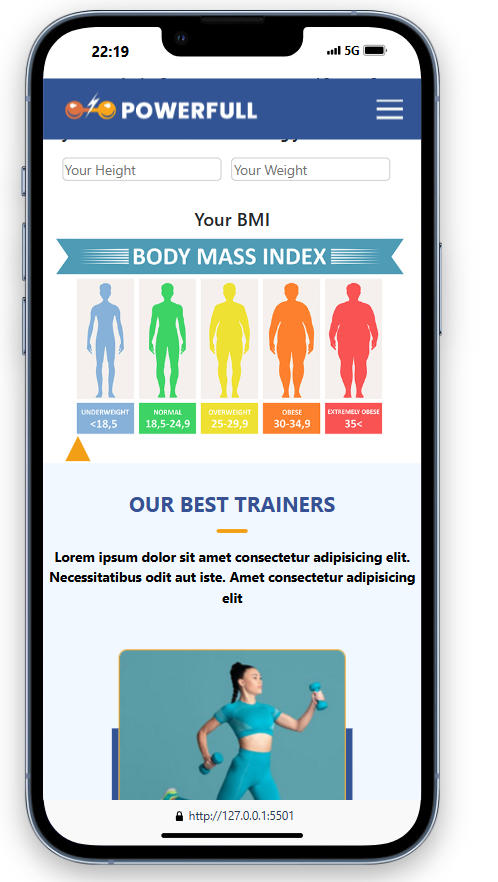 22:19
5G
POWERFULL
Your Height
Your Weight
Your BMI
BODY MASS INDEX
UNDERWEIGHT
<18,5
NORMAL
18,5-24,9
OVERWEIGHT
25-29,9
OBESE
30-34,9
EXTREMELY OBESE
35<
OUR BEST TRAINERS
Lorem ipsum dolor sit amet consectetur adipisicing elit.
Necessitatibus odit aut iste. Amet consectetur adipisicing
elit
http://127.0.0.1:5501